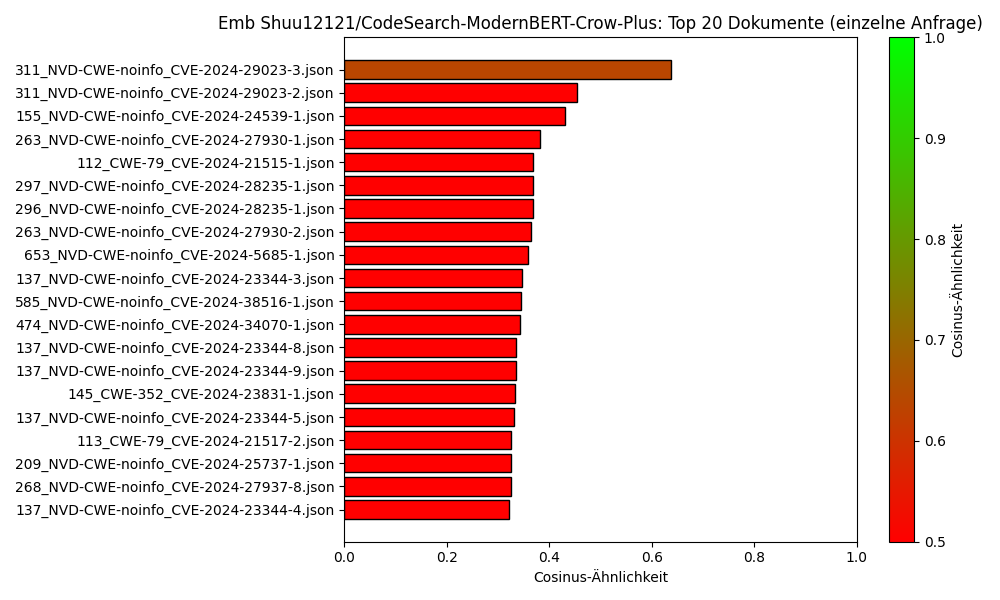 Emb Shuu12121/CodeSearch-ModernBERT-Crow-Plus: Top 20 Dokumente (einzelne Anfrage)
311_NVD-CWE-noinfo_CVE-2024-29023-3.json
311_NVD-CWE-noinfo_CVE-2024-29023-2.json
155_NVD-CWE-noinfo_CVE-2024-24539-1.json
263_NVD-CWE-noinfo_CVE-2024-27930-1.json
112_CWE-79_CVE-2024-21515-1.json
297_NVD-CWE-noinfo_CVE-2024-28235-1.json
296_NVD-CWE-noinfo_CVE-2024-28235-1.json
263_NVD-CWE-noinfo_CVE-2024-27930-2.json
653_NVD-CWE-noinfo_CVE-2024-5685-1.json
137_NVD-CWE-noinfo_CVE-2024-23344-3.json
585_NVD-CWE-noinfo_CVE-2024-38516-1.json
474_NVD-CWE-noinfo_CVE-2024-34070-1.json
137_NVD-CWE-noinfo_CVE-2024-23344-8.json
137_NVD-CWE-noinfo_CVE-2024-23344-9.json
145_CWE-352_CVE-2024-23831-1.json
137_NVD-CWE-noinfo_CVE-2024-23344-5.json
113_CWE-79_CVE-2024-21517-2.json
209_NVD-CWE-noinfo_CVE-2024-25737-1.json
268_NVD-CWE-noinfo_CVE-2024-27937-8.json
137_NVD-CWE-noinfo_CVE-2024-23344-4.json
0.0 0.2 0.4 0.6 0.8 1.0
Cosinus-Ähnlichkeit
1.0
0.9
0.8
0.7
0.6
0.5
Cosinus-Ähnlichkeit